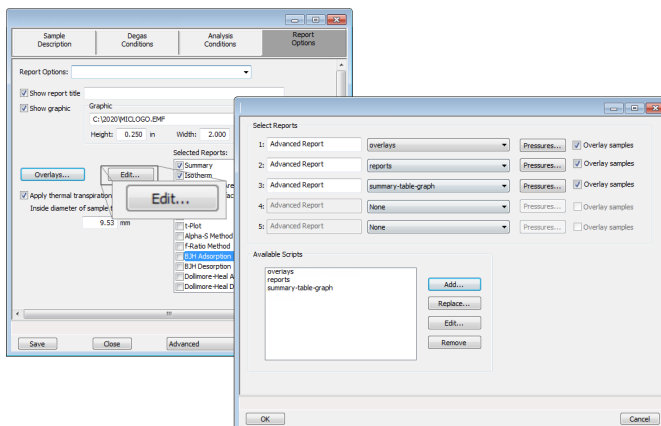 Sample
Description
Degas
Conditions
Analysis
Conditions
Report
Options
Report Options:
Show report title
Show graphic
Graphic
C:\2020\MICLOGO.EMF
Height: 0.250 in Width: 2.000
Selected Reports:
Summary
Isotherm
Overlays...
Edit...
Edit...
Apply thermal transpiration
Inside diameter of sample
9.53 mm
t-Plot
Alpha-S Method
f-Ratio Method
BJH Adsorption
BJH Desorption
Dollimore-Heal A
Dollimore-Heal D
Save
Close
Advanced
Select Reports
1: Advanced Report overlays Pressures... Overlay samples
2: Advanced Report reports Pressures... Overlay samples
3: Advanced Report summary-table-graph Pressures... Overlay samples
4: Advanced Report None Pressures... Overlay samples
5: Advanced Report None Pressures... Overlay samples
Available Scripts
overlays
reports
summary-table-graph
Add...
Replace...
Edit...
Remove
OK
Cancel